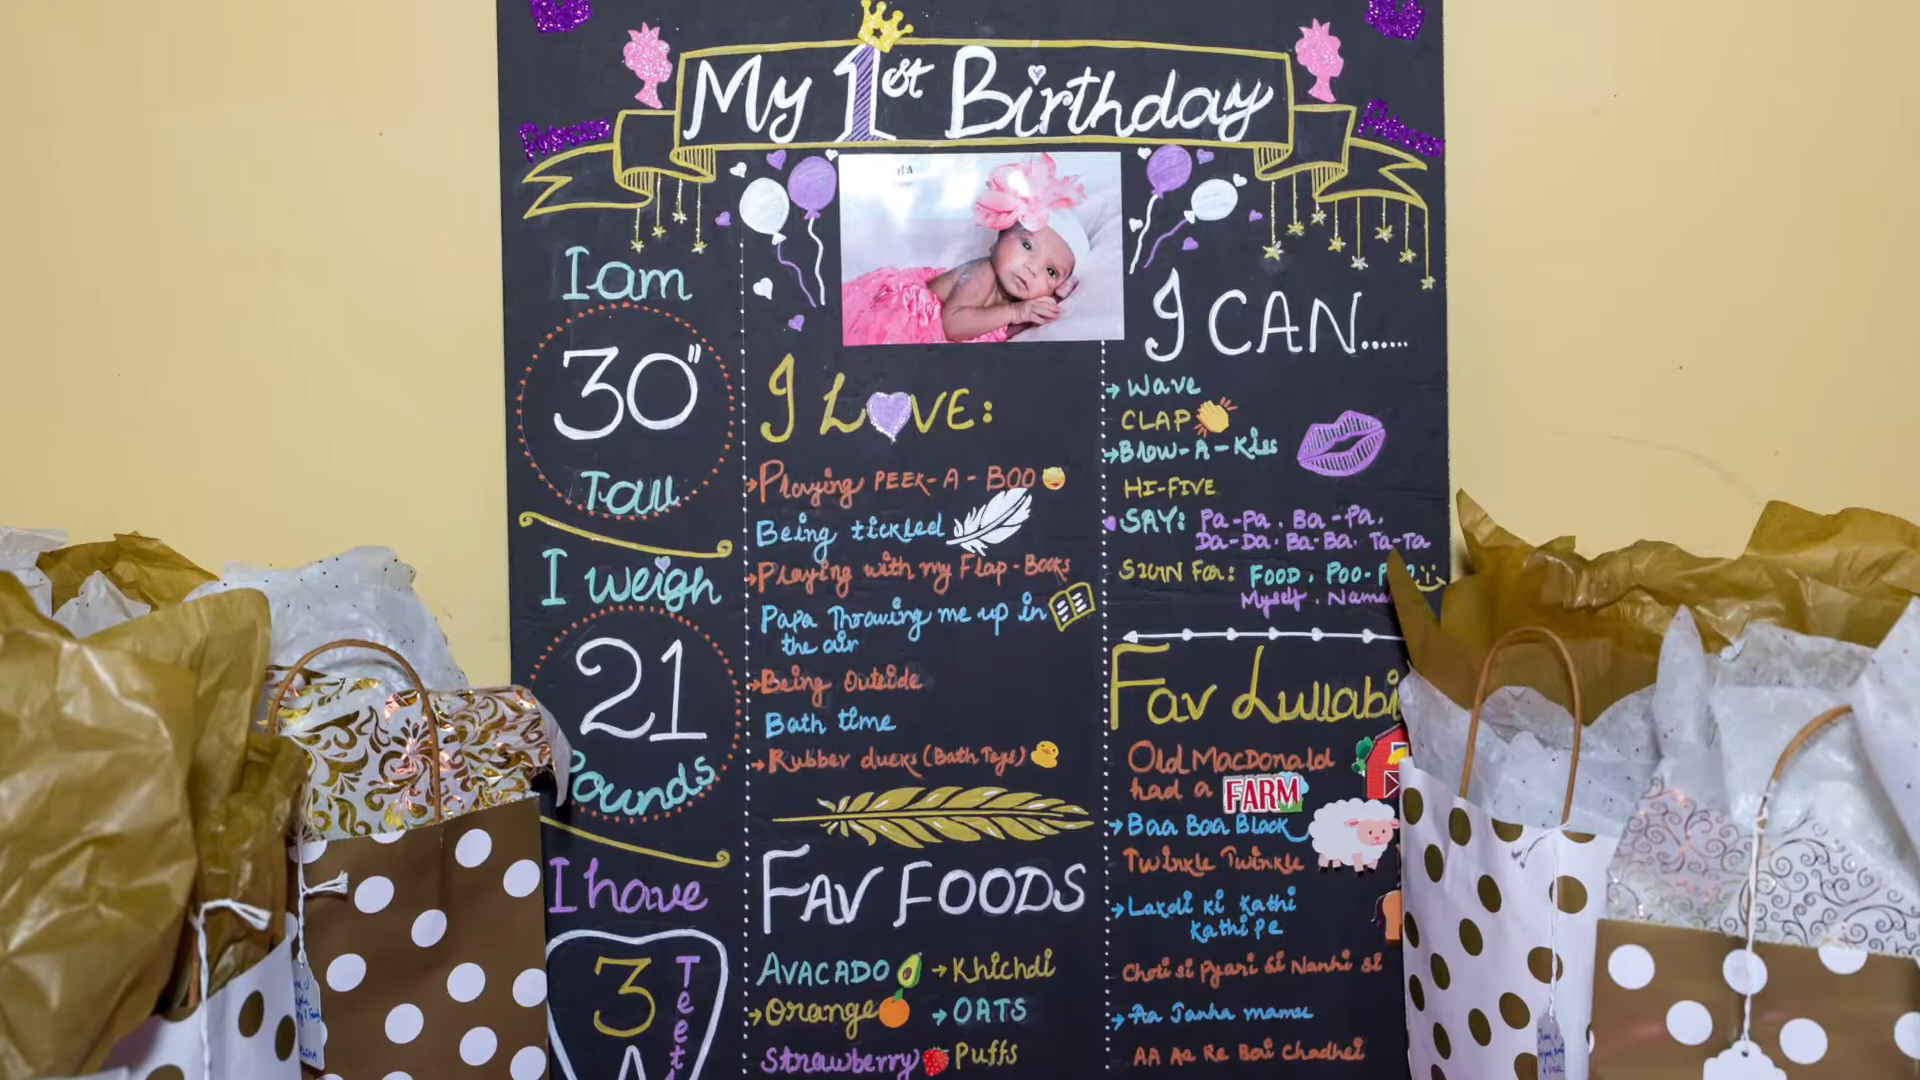 My 1st Birthday
I am
30"
Tall
I weigh
21
Pounds
I have
3
Teet
I LOVE:
Playing PEEK-A-BOO
Being tickled
Playing with my Flap-Books
Papa Throwing me up in
the air
Being Outside
Bath time
Rubber ducks (Bath Toys)
FAV FOODS
AVACADO
Khichdi
Orange
OATS
Strawberry
Puffs
I CAN......
Wave
CLAP
Blow-A-Kiss
HI-FIVE
SAY: Pa-Pa, Ba-Pa,
Da-Da, Ba-Ba, Ta-Ta
SIGN For: FOOD, Poo-P
Myself, Nama
Fav Lullabi
Old MacDonald
had a FARM
Baa Baa Black
Twinkle Twinkle
Lakdi ki kathi
kathi pe
Choti si Pyari si Nanhi si
Aa Janha mama
AA Aa Re Bai Chadhei